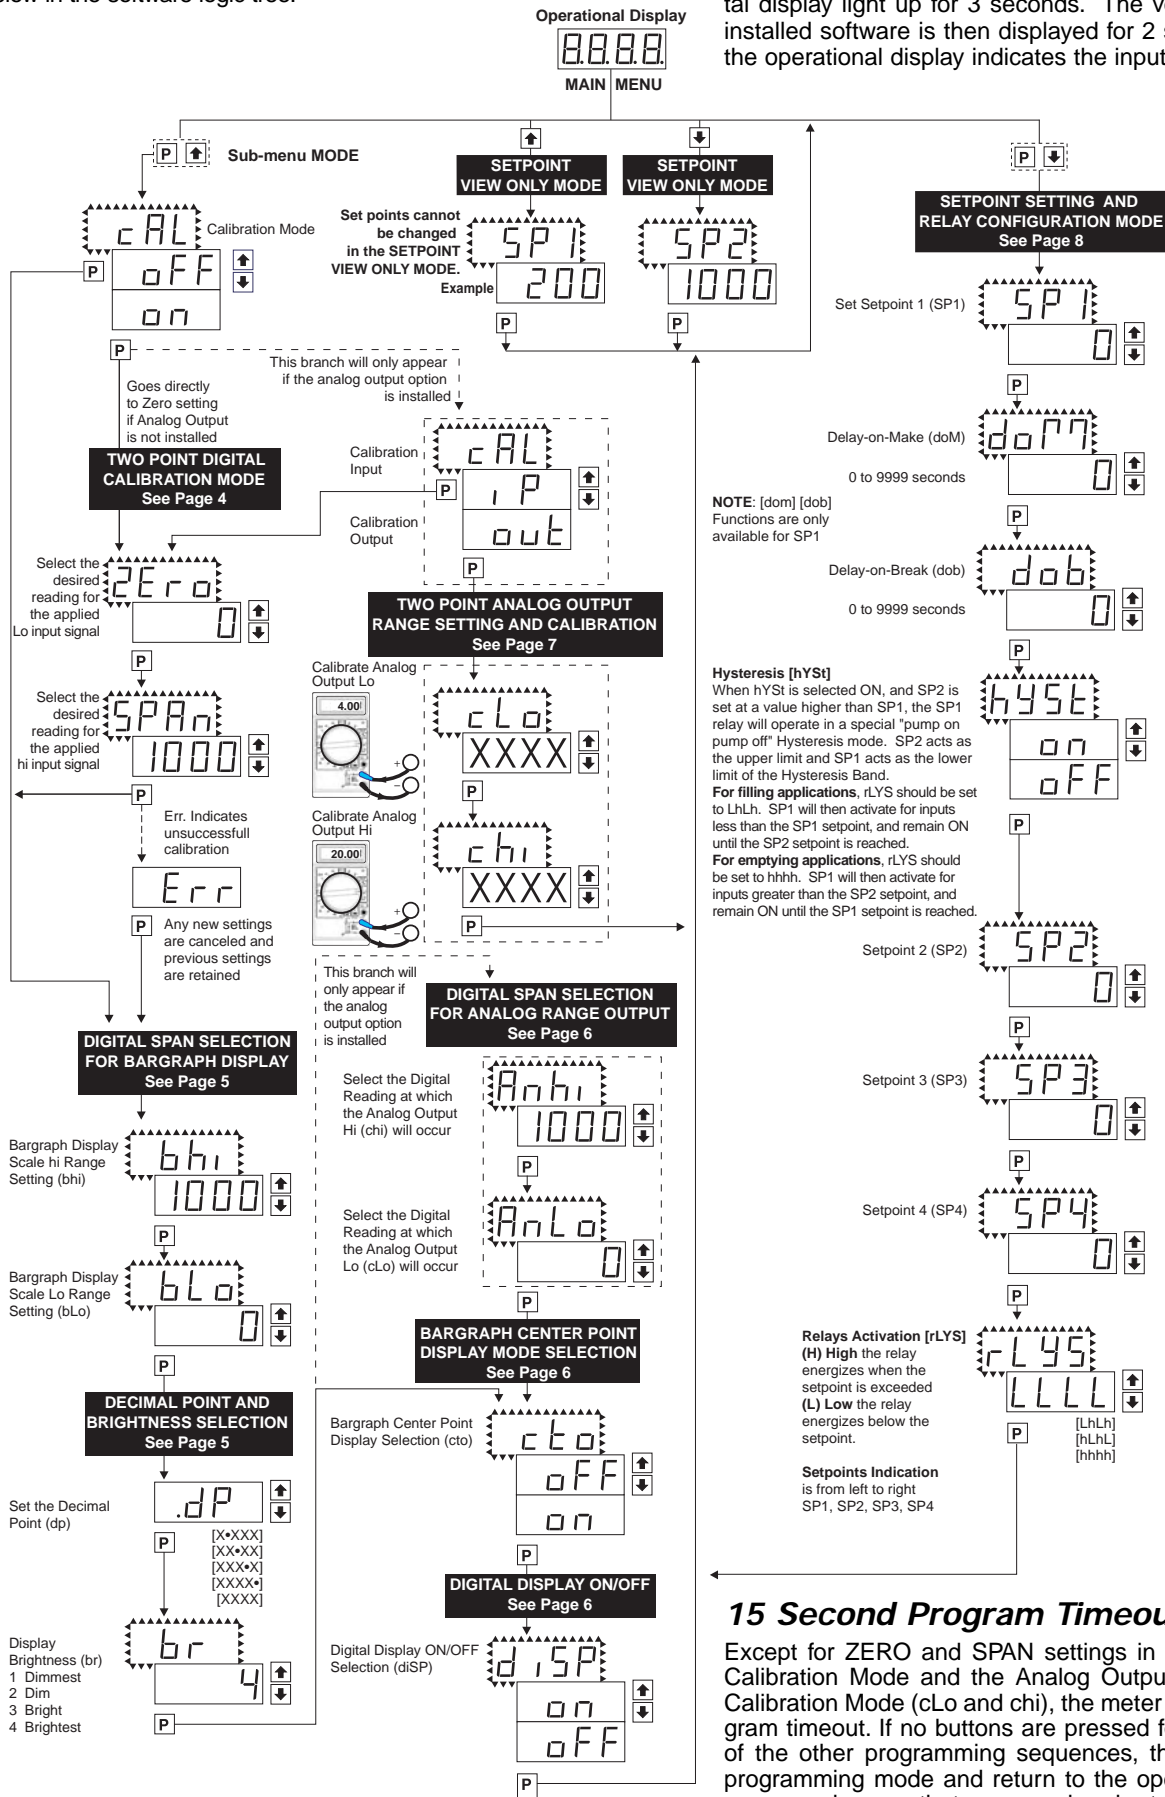 Operational Display
8.8.8.8.
MAIN MENU
tal display light up for 3 seconds. The
installed software is then displayed for 2
the operational display indicates the input
P
Sub-menu MODE
cAL
Calibration Mode
P
oFF
on
P
Goes directly
to Zero setting
if Analog Output
is not installed
This branch will only appear
if the analog output option
is installed
TWO POINT DIGITAL
CALIBRATION MODE
See Page 4
Select the
desired
reading for
the applied
Lo input signal
2Ero
0
P
Select the
desired
reading for
the applied
hi input signal
SPAn
1000
P
Err. Indicates
unsuccessfull
calibration
Err
P
Any new settings
are canceled and
previous settings
are retained
DIGITAL SPAN SELECTION
FOR BARGRAPH DISPLAY
See Page 5
Bargraph Display
Scale hi Range
Setting (bhi)
bhi
1000
P
Bargraph Display
Scale Lo Range
Setting (bLo)
bLo
0
P
DECIMAL POINT AND
BRIGHTNESS SELECTION
See Page 5
Set the Decimal
Point (dp)
.dP
P
[X•XXX]
[XX•XX]
[XXX•X]
[XXXX•]
[XXXX]
Display
Brightness (br)
1 Dimmest
2 Dim
3 Bright
4 Brightest
br
4
P
SETPOINT
VIEW ONLY MODE
Set points cannot
be changed
in the SETPOINT
VIEW ONLY MODE.
Example
SP1
200
P
SETPOINT
VIEW ONLY MODE
SP2
1000
P
Calibration
Input
Calibration
Output
cAL
P
iP
out
P
TWO POINT ANALOG OUTPUT
RANGE SETTING AND CALIBRATION
See Page 7
Calibrate Analog
Output Lo
4.00
+
−
cLo
XXXX
P
Calibrate Analog
Output Hi
20.00
+
−
chi
XXXX
P
This branch will
only appear if
the analog
output option
is installed
DIGITAL SPAN SELECTION
FOR ANALOG RANGE OUTPUT
See Page 6
Select the Digital
Reading at which
the Analog Output
Hi (chi) will occur
Anhi
1000
P
Select the Digital
Reading at which
the Analog Output
Lo (cLo) will occur
AnLo
0
P
BARGRAPH CENTER POINT
DISPLAY MODE SELECTION
See Page 6
Bargraph Center Point
Display Selection (cto)
cto
oFF
on
P
DIGITAL DISPLAY ON/OFF
See Page 6
Digital Display ON/OFF
Selection (diSP)
diSP
on
oFF
P
P
SETPOINT SETTING AND
RELAY CONFIGURATION MODE
See Page 8
Set Setpoint 1 (SP1)
SP1
0
P
Delay-on-Make (doM)
0 to 9999 seconds
doM
0
P
NOTE: [dom] [dob]
Functions are only
available for SP1
Delay-on-Break (dob)
0 to 9999 seconds
dob
0
P
Hysteresis [hYSt]
When hYSt is selected ON, and SP2 is
set at a value higher than SP1, the SP1
relay will operate in a special "pump on
pump off" Hysteresis mode. SP2 acts as
the upper limit and SP1 acts as the lower
limit of the Hysteresis Band.
For filling applications, rLYS should be set
to LhLh. SP1 will then activate for inputs
less than the SP1 setpoint, and remain ON
until the SP2 setpoint is reached.
For emptying applications, rLYS should
be set to hhhh. SP1 will then activate for
inputs greater than the SP2 setpoint, and
remain ON until the SP1 setpoint is reached.
hYSt
on
oFF
P
Setpoint 2 (SP2)
SP2
0
P
Setpoint 3 (SP3)
SP3
0
P
Setpoint 4 (SP4)
SP4
0
P
Relays Activation [rLYS]
(H) High the relay
energizes when the
setpoint is exceeded
(L) Low the relay
energizes below the
setpoint.
Setpoints Indication
is from left to right
SP1, SP2, SP3, SP4
rLYS
LLLL
P
[LhLh]
[hLhL]
[hhhh]
15 Second Program Timeou
Except for ZERO and SPAN settings in
Calibration Mode and the Analog Outpu
Calibration Mode (cLo and chi), the meter
gram timeout. If no buttons are pressed
of the other programming sequences,
programming mode and return to the